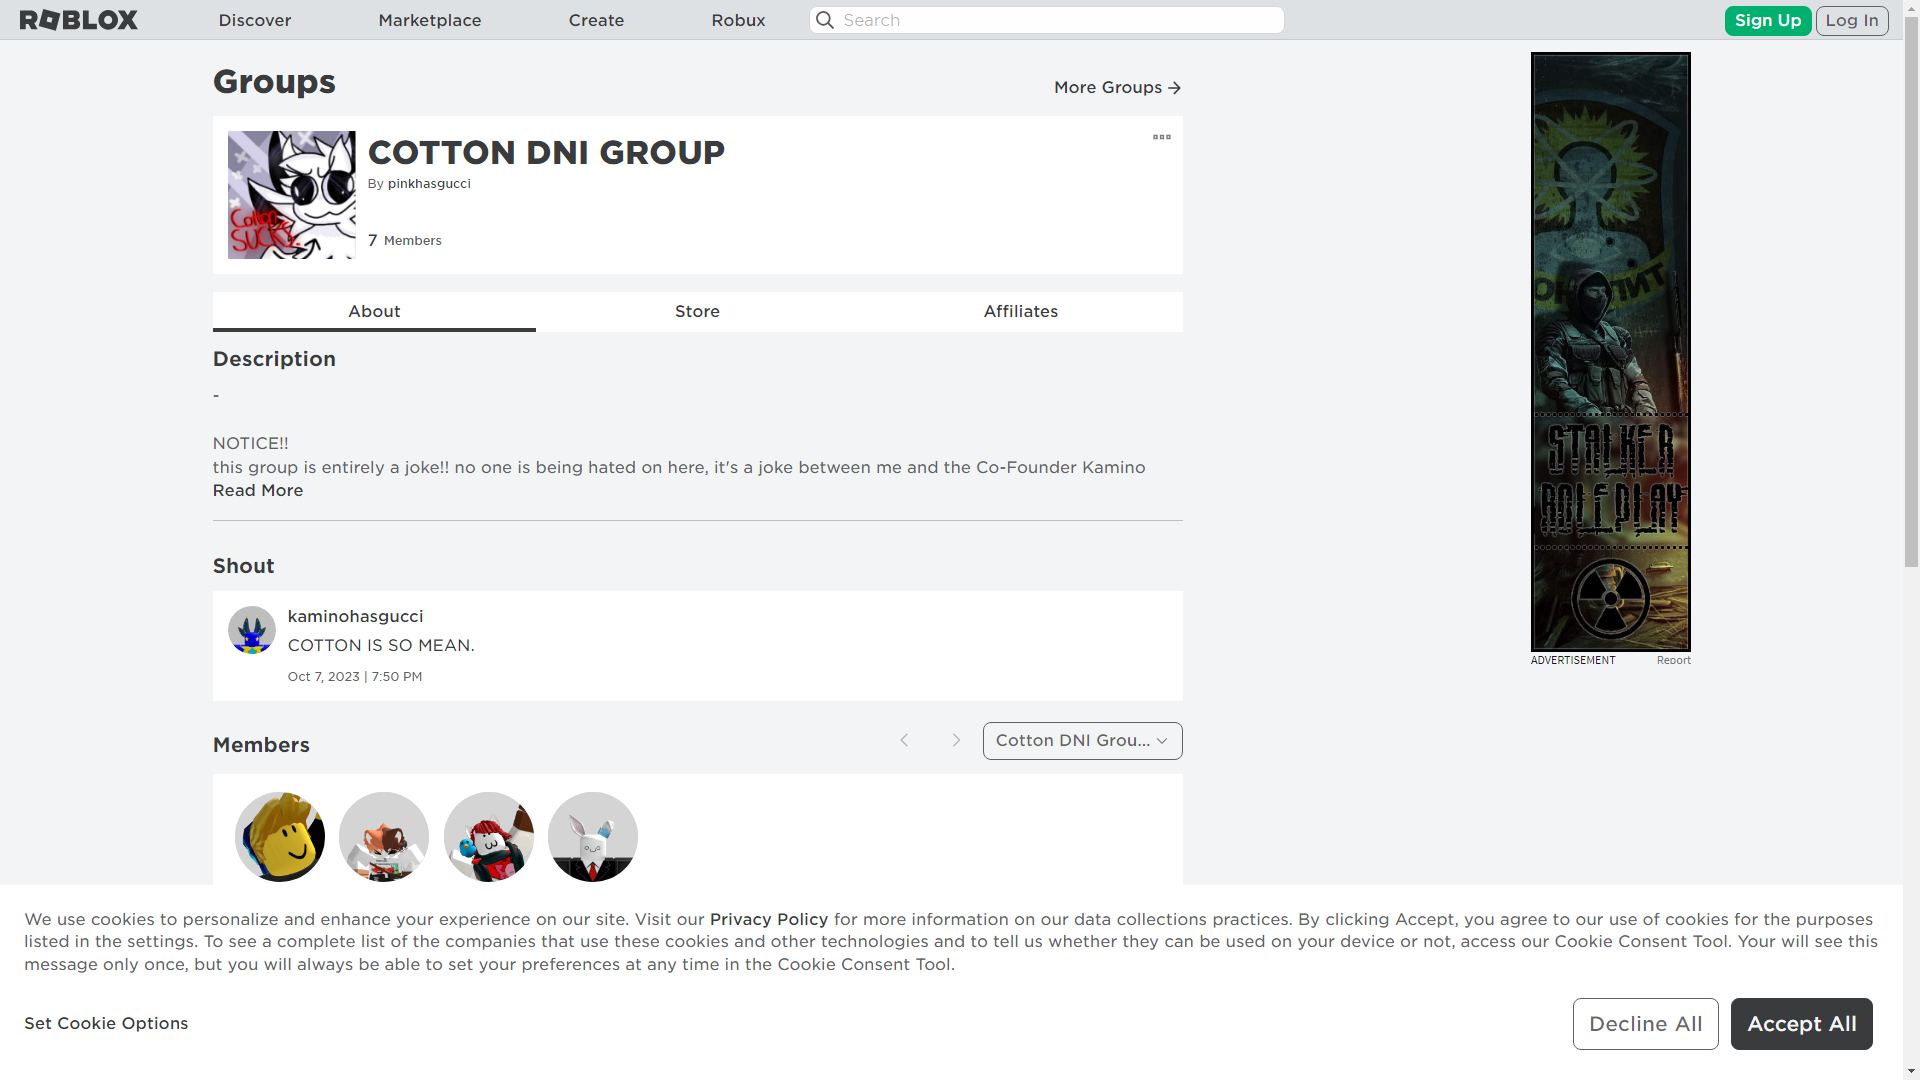 ROBLOX
Discover
Marketplace
Create
Robux
Search
Sign Up
Log In
Groups
More Groups
COTTON DNI GROUP
By pinkhasgucci
7 Members
Cotton
SUCKS
About
Store
Affiliates
Description
-
NOTICE!!
this group is entirely a joke!! no one is being hated on here, it's a joke between me and the Co-Founder Kamino
Read More
Shout
kaminohasgucci
COTTON IS SO MEAN.
Oct 7, 2023 | 7:50 PM
Members
Cotton DNI Grou...
STALKER
ROLEPLAY
ADVERTISEMENT
Report
We use cookies to personalize and enhance your experience on our site. Visit our Privacy Policy for more information on our data collections practices. By clicking Accept, you agree to our use of cookies for the purposes
listed in the settings. To see a complete list of the companies that use these cookies and other technologies and to tell us whether they can be used on your device or not, access our Cookie Consent Tool. Your will see this
message only once, but you will always be able to set your preferences at any time in the Cookie Consent Tool.
Set Cookie Options
Decline All
Accept All